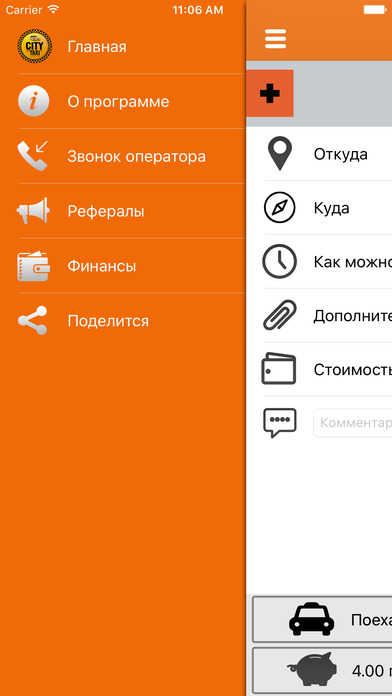 Carrier 11:06 AM
CITY
TAXI
Главная
О программе
Звонок оператора
Рефералы
Финансы
Поделится
Откуда
Куда
Как можно
Дополните
Стоимость
Комментар
Поеха
4.00 г